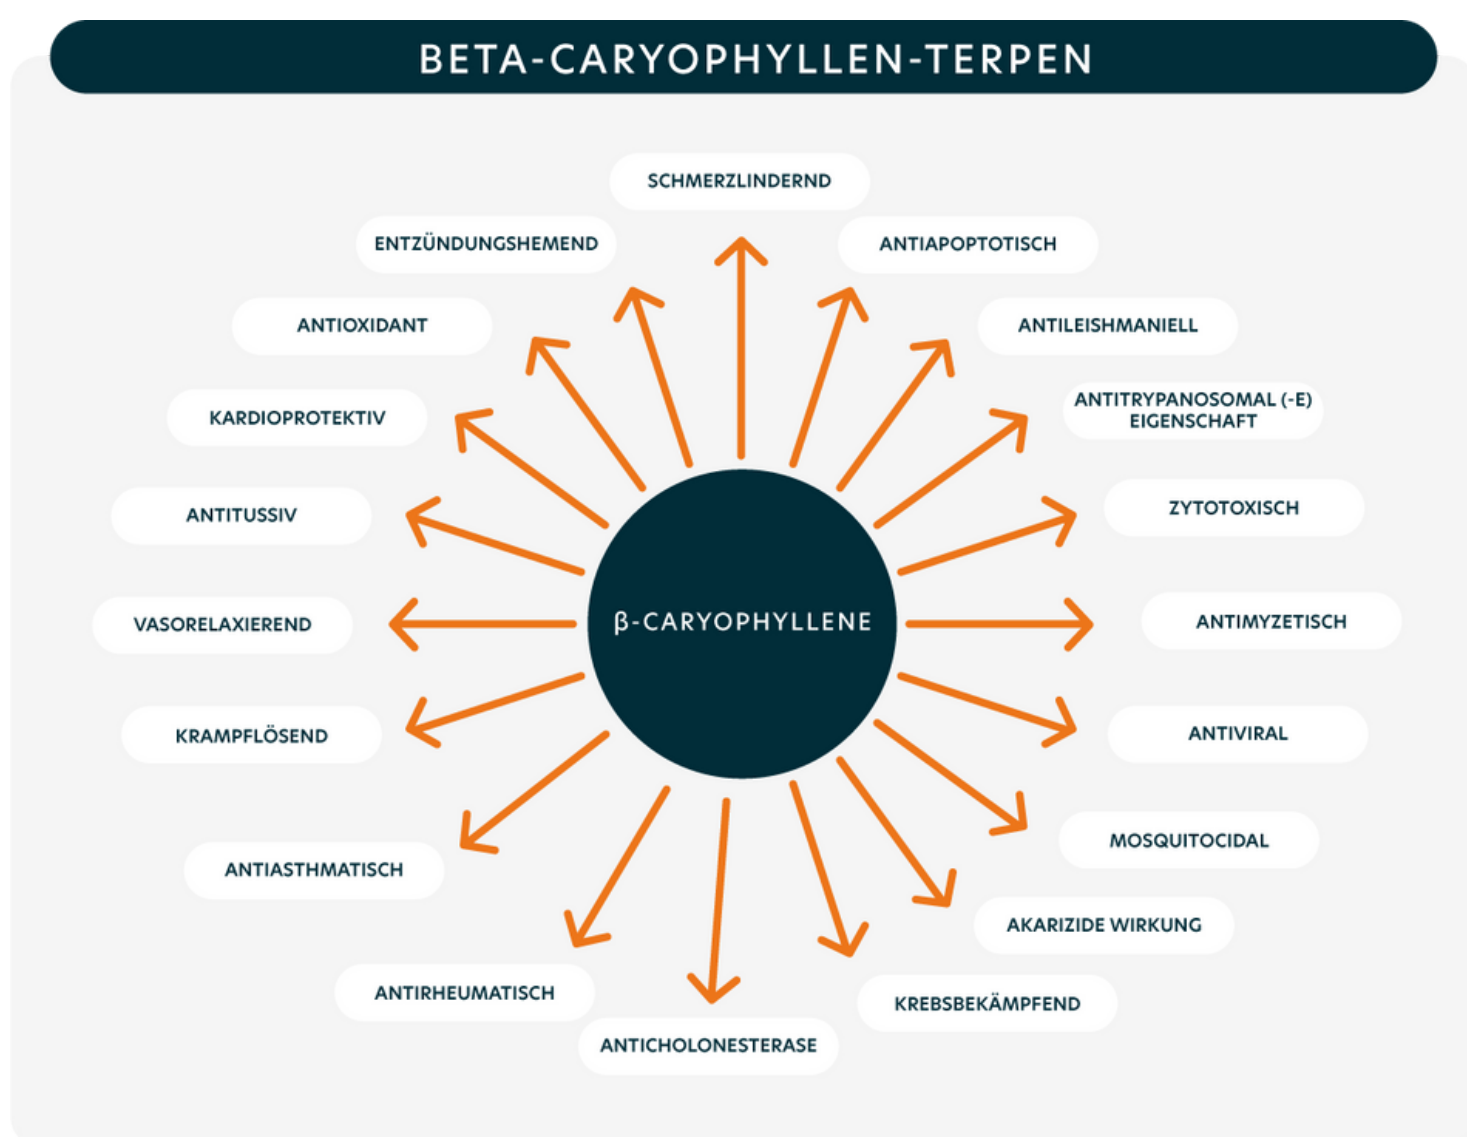 BETA-CARYOPHYLLEN-TERPEN
SCHMERZLINDERND
ENTZÜNDUNGSHEMEND
ANTIAPOPTOTISCH
ANTIOXIDANT
ANTILEISHMANIELL
KARDIOPROTEKTIV
ANTITRYPANOSOMAL (-E)
EIGENSCHAFT
ANTITUSSIV
ZYTOTOXISCH
VASORELAXIEREND
β-CARYOPHYLLENE
ANTIMYZETISCH
KRAMPFLÖSEND
ANTIVIRAL
MOSQUITOCIDAL
ANTIASTHMATISCH
AKARIZIDE WIRKUNG
ANTIRHEUMATISCH
KREBSBEKÄMPFEND
ANTICHOLONESTERASE